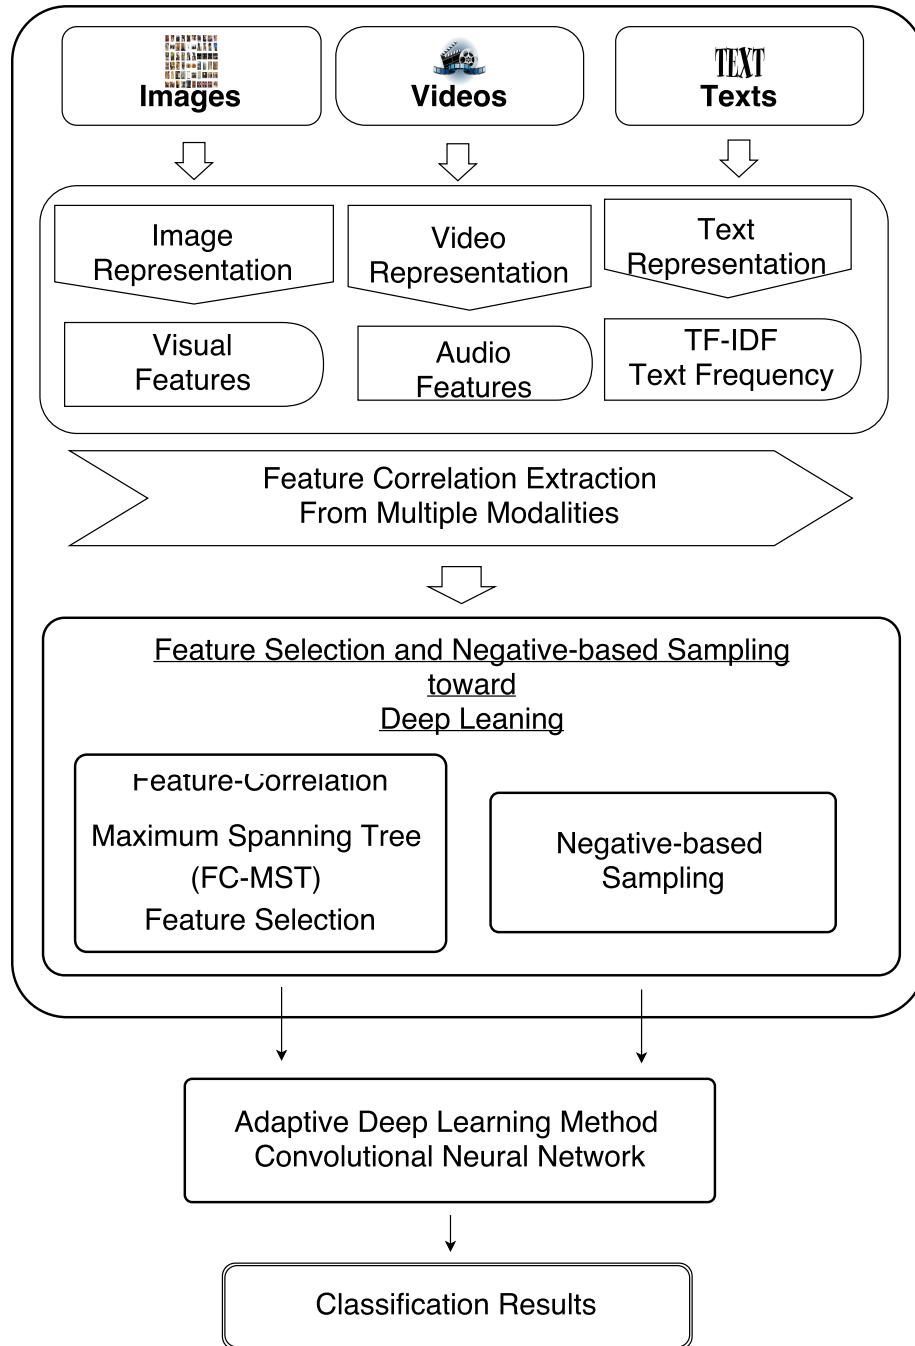 TEXT
Images
Videos
Texts
Image
Representation
Video
Representation
Text
Representation
Visual
Features
Audio
Features
TF-IDF
Text Frequency
Feature Correlation Extraction
From Multiple Modalities
Feature Selection and Negative-based Sampling
toward
Deep Leaning
Feature-Correlation
Maximum Spanning Tree
(FC-MST)
Feature Selection
Negative-based
Sampling
Adaptive Deep Learning Method
Convolutional Neural Network
Classification Results